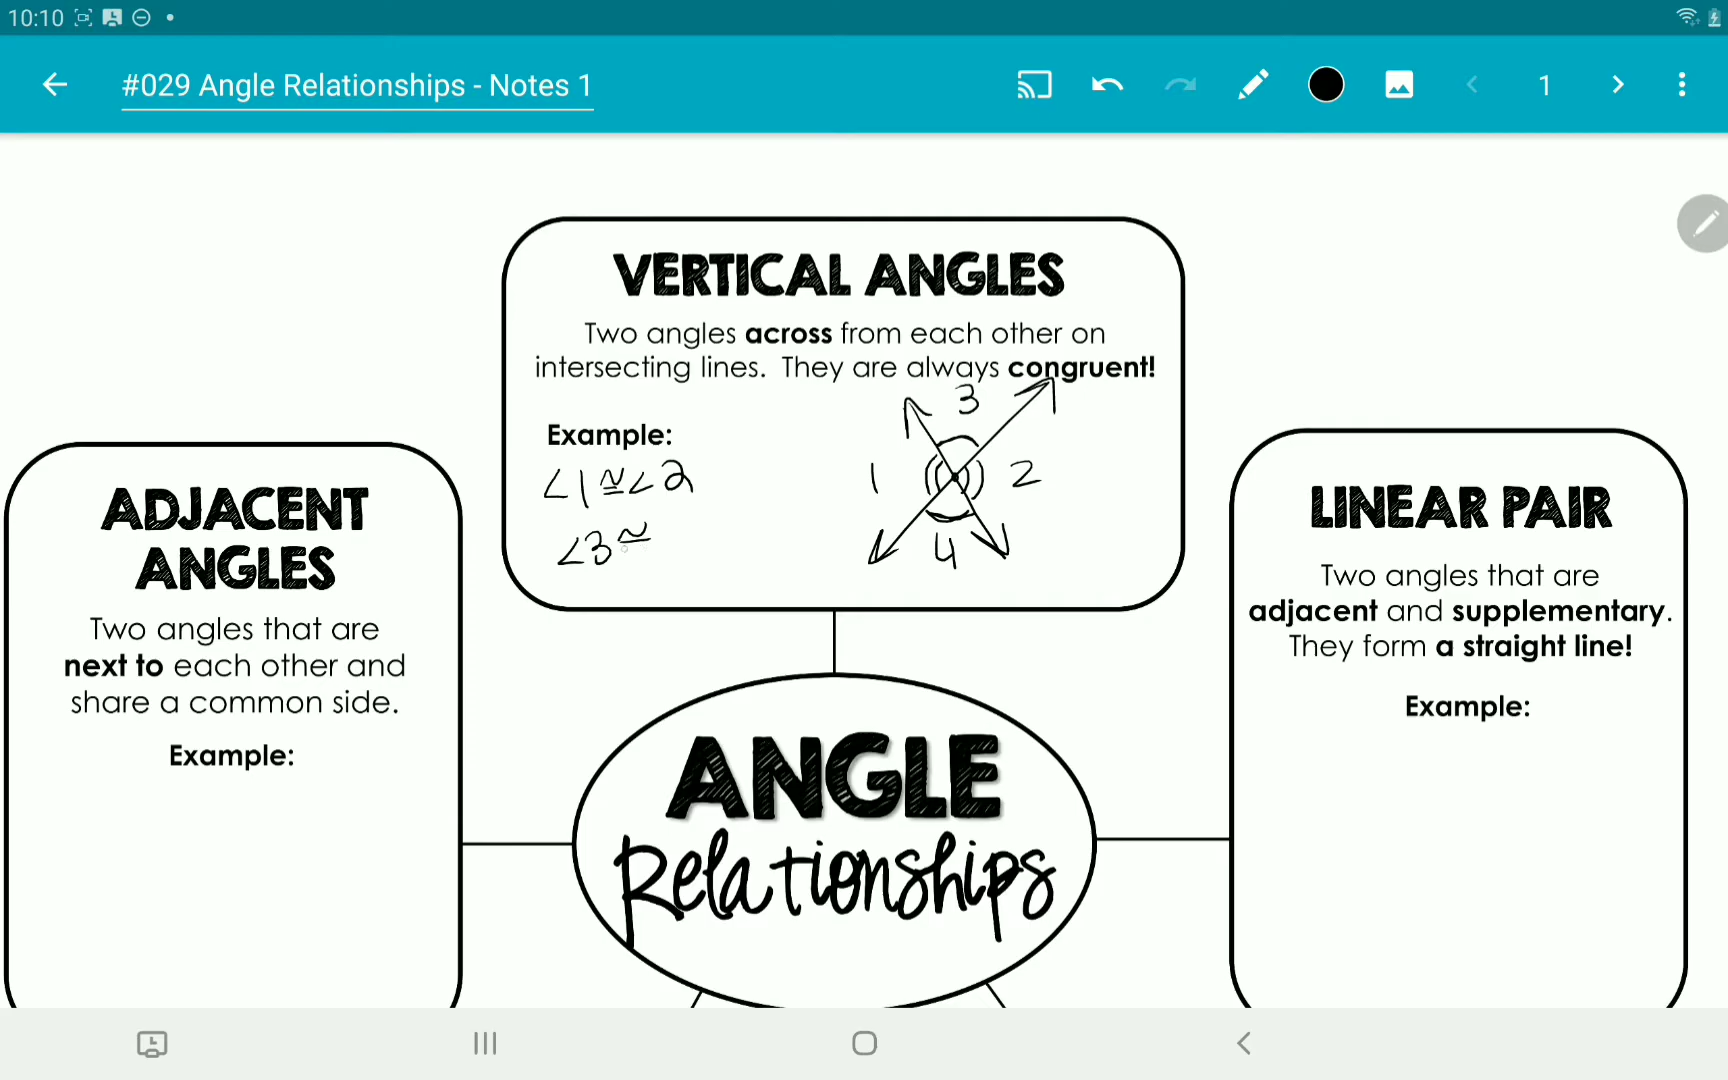 10:10
#029 Angle Relationships - Notes 1
1
VERTICAL ANGLES
Two angles across from each other on
intersecting lines. They are always congruent!
Example:
∠1≅∠2
∠3≅
3
1
2
4
ADJACENT
ANGLES
Two angles that are
next to each other and
share a common side.
Example:
LINEAR PAIR
Two angles that are
adjacent and supplementary.
They form a straight line!
Example:
ANGLE
Relationships